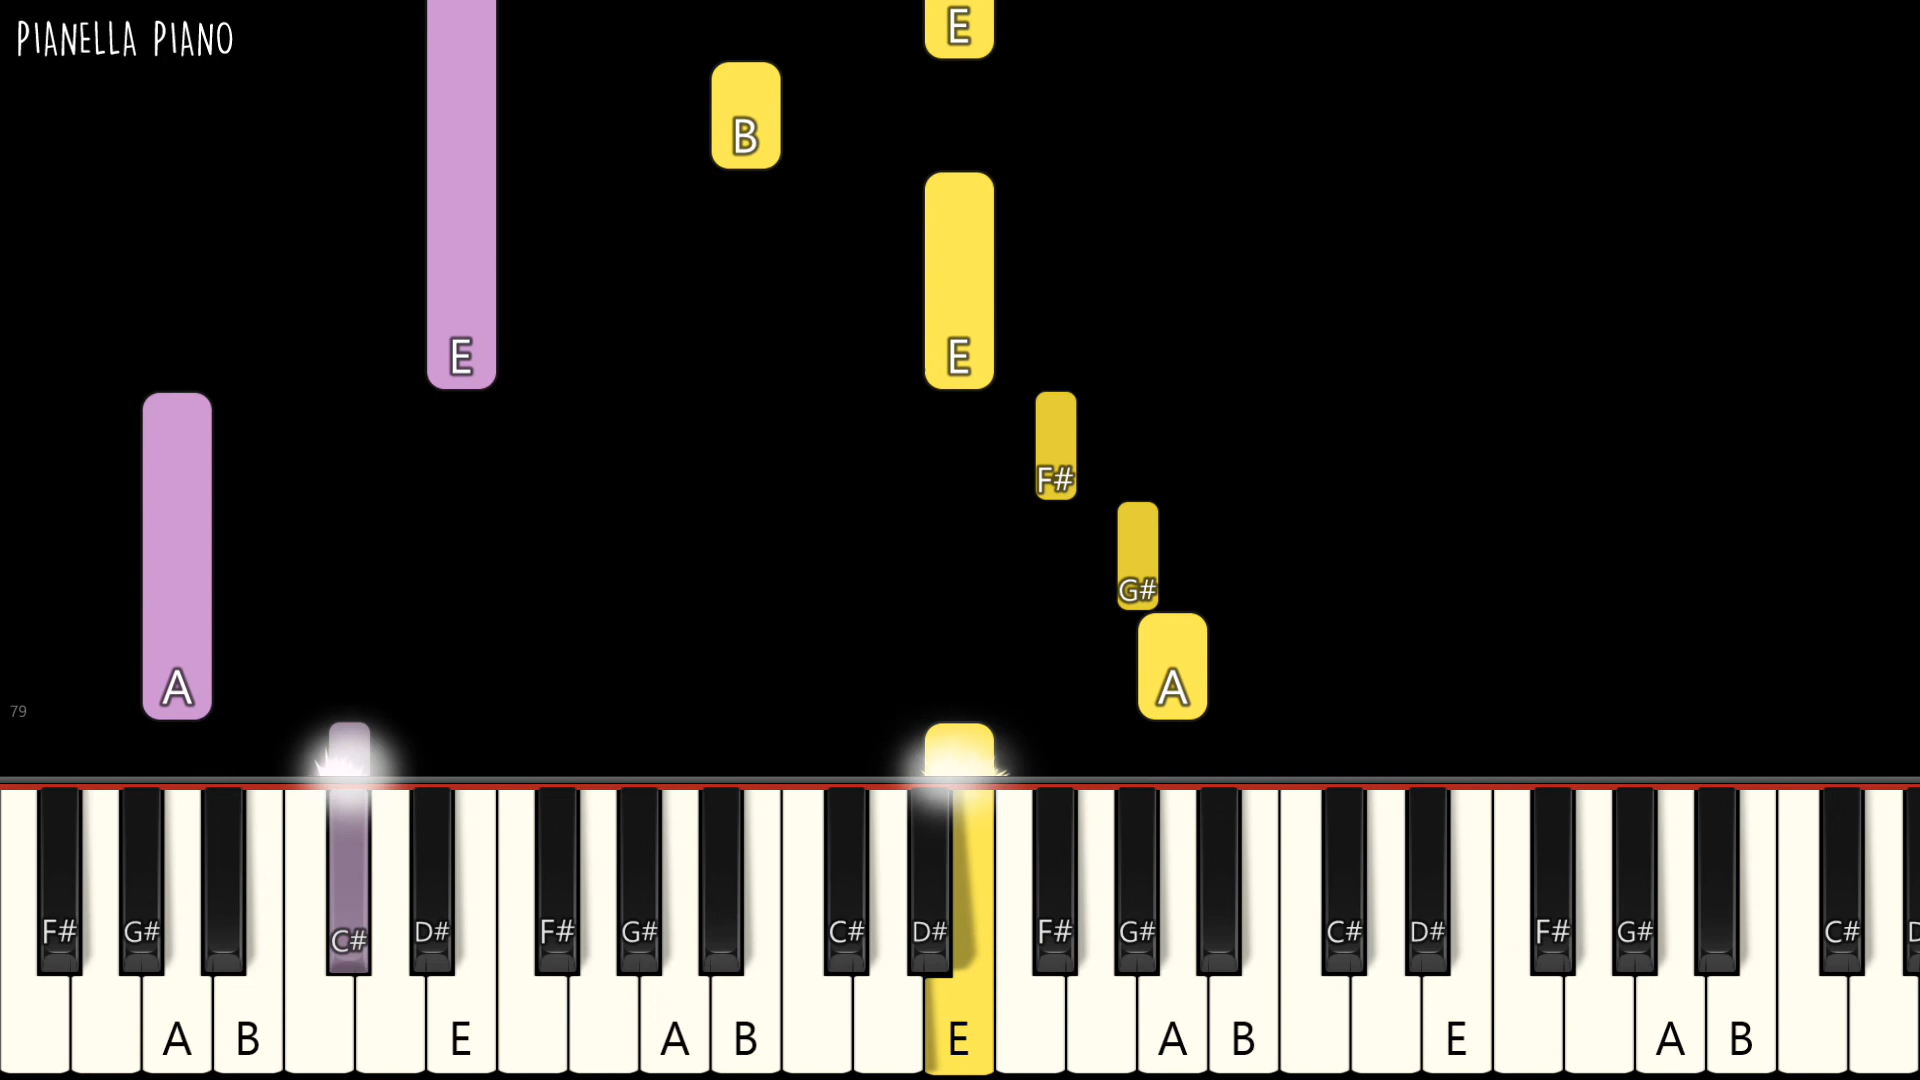 PIANELLA PIANO
E
B
E E
F#
G#
A A
79
F# G# C# D# F# G# C# D# F# G# C# D# F# G# C# D
A B E A B E A B E A B